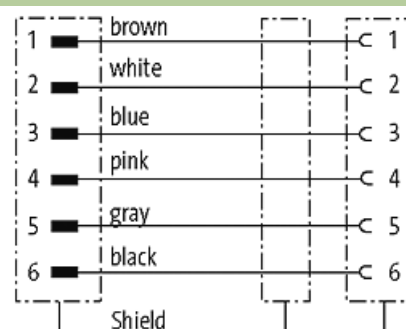 1 brown 1
2 white 2
3 blue 3
4 pink 4
5 gray 5
6 black 6
Shield